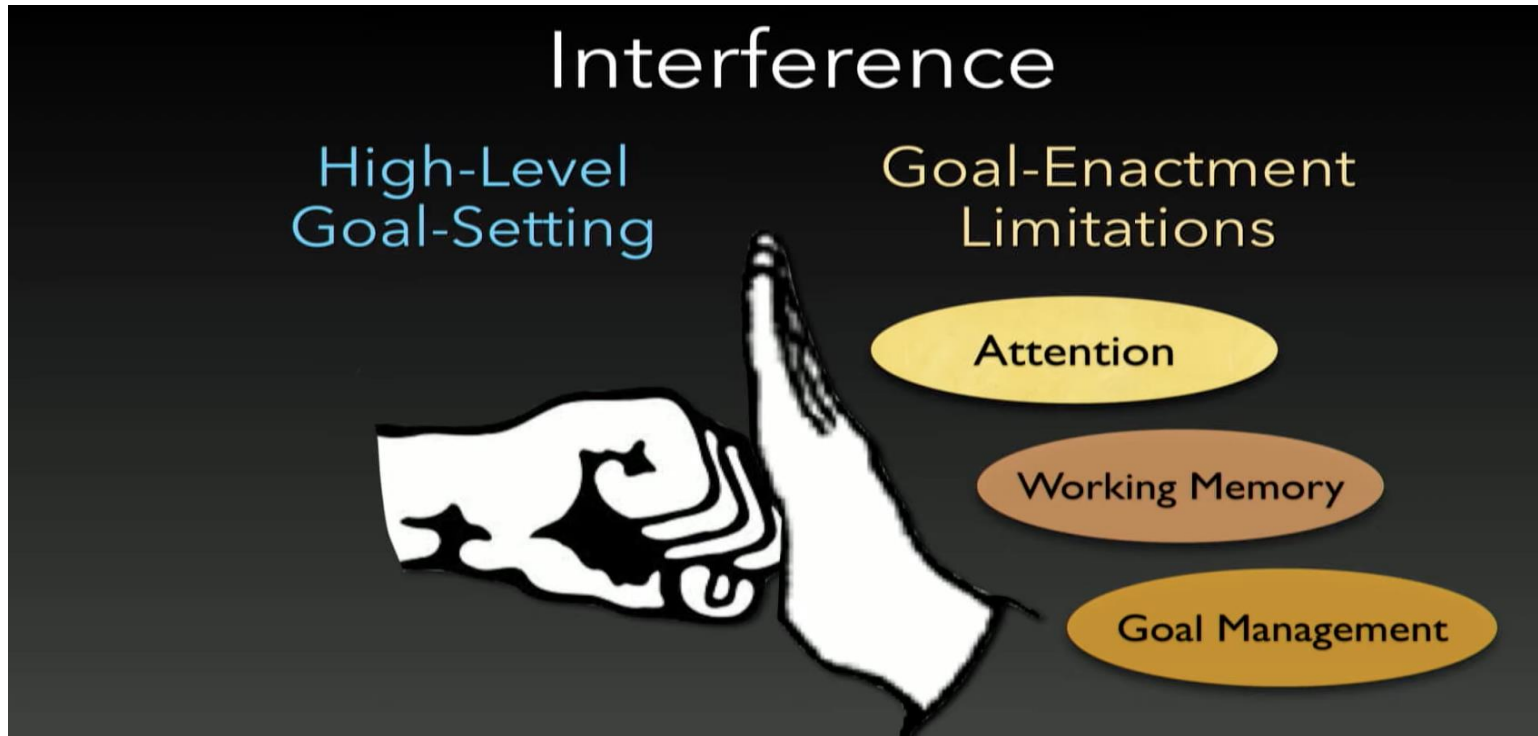 Interference
High-Level
Goal-Setting
Goal-Enactment
Limitations
Attention
Working Memory
Goal Management